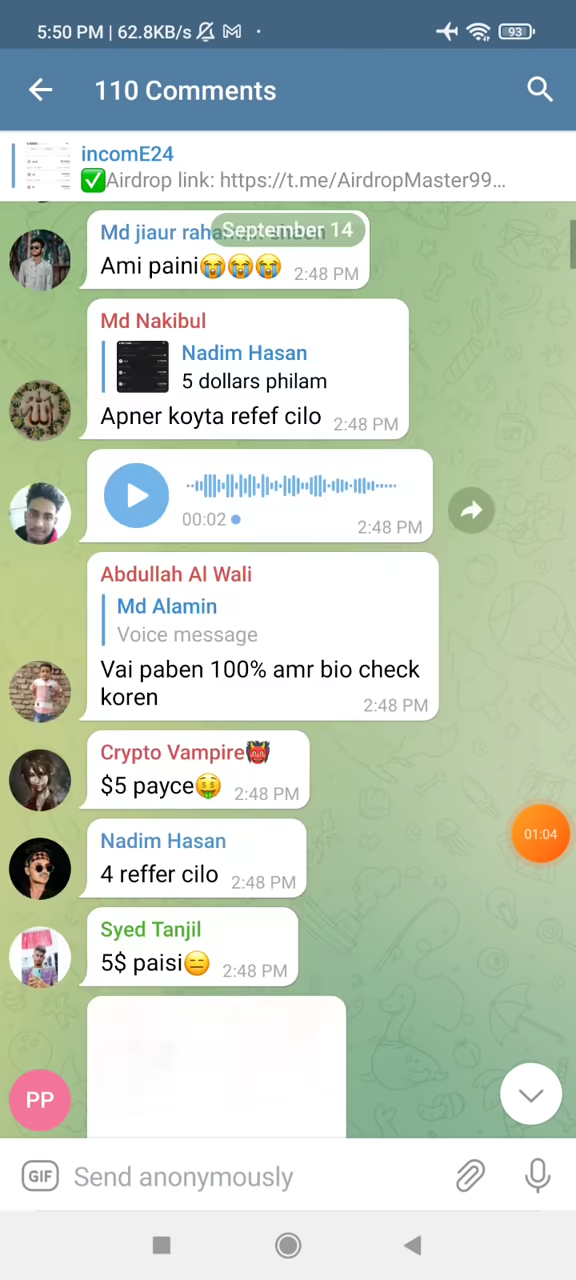 5:50 PM | 62.8KB/s
93
110 Comments
incomE24
✅Airdrop link: https://t.me/AirdropMaster99...
September 14
Md jiaur
Ami paini😭😭😭 2:48 PM
Md Nakibul
Nadim Hasan
5 dollars philam
Apner koyta refef cilo 2:48 PM
00:02 2:48 PM
Abdullah Al Wali
Md Alamin
Voice message
Vai paben 100% amr bio check
koren 2:48 PM
Crypto Vampire👹
$5 payce🤑 2:48 PM
01:04
Nadim Hasan
4 reffer cilo 2:48 PM
Syed Tanjil
5$ paisi😑 2:48 PM
PP
GIF Send anonymously